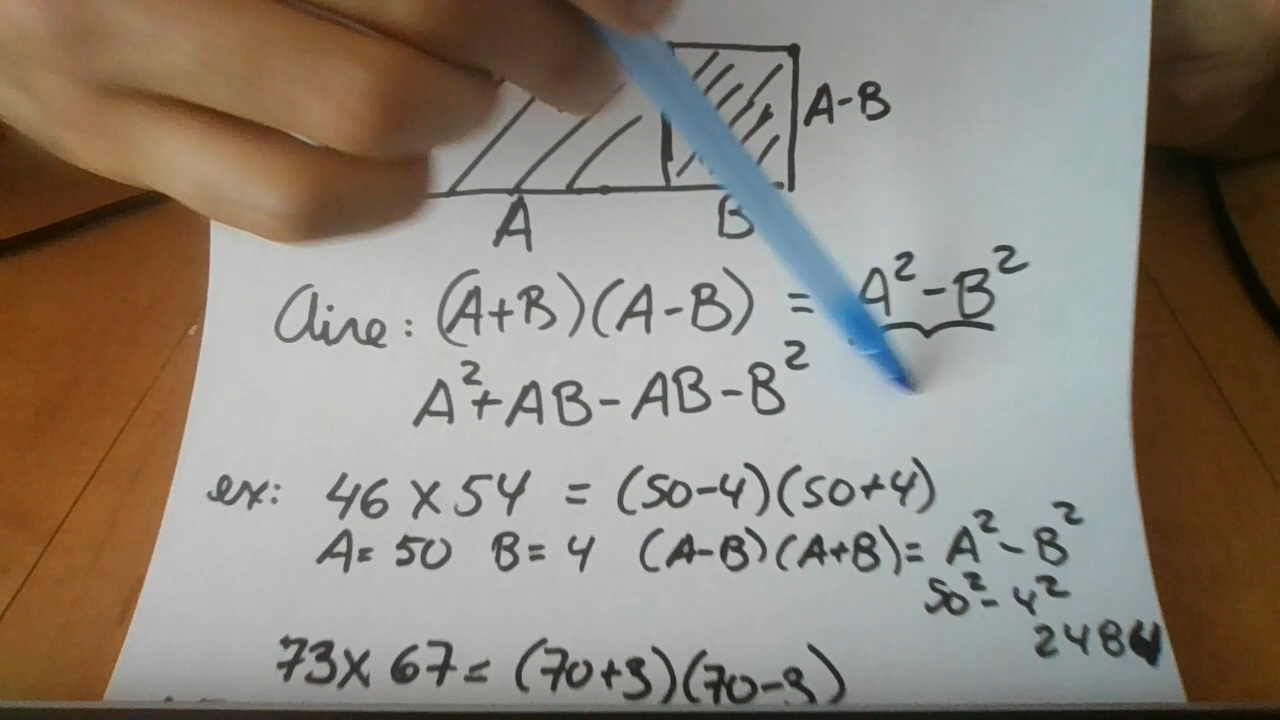 A-B
A B
Aire: (A+B)(A-B) = A²-B²
A²+AB-AB-B²
ex: 46 x 54 = (50-4)(50+4)
A= 50 B= 4 (A-B)(A+B)= A²-B²
50²-4²
2484
73x 67= (70+3)(70-3)